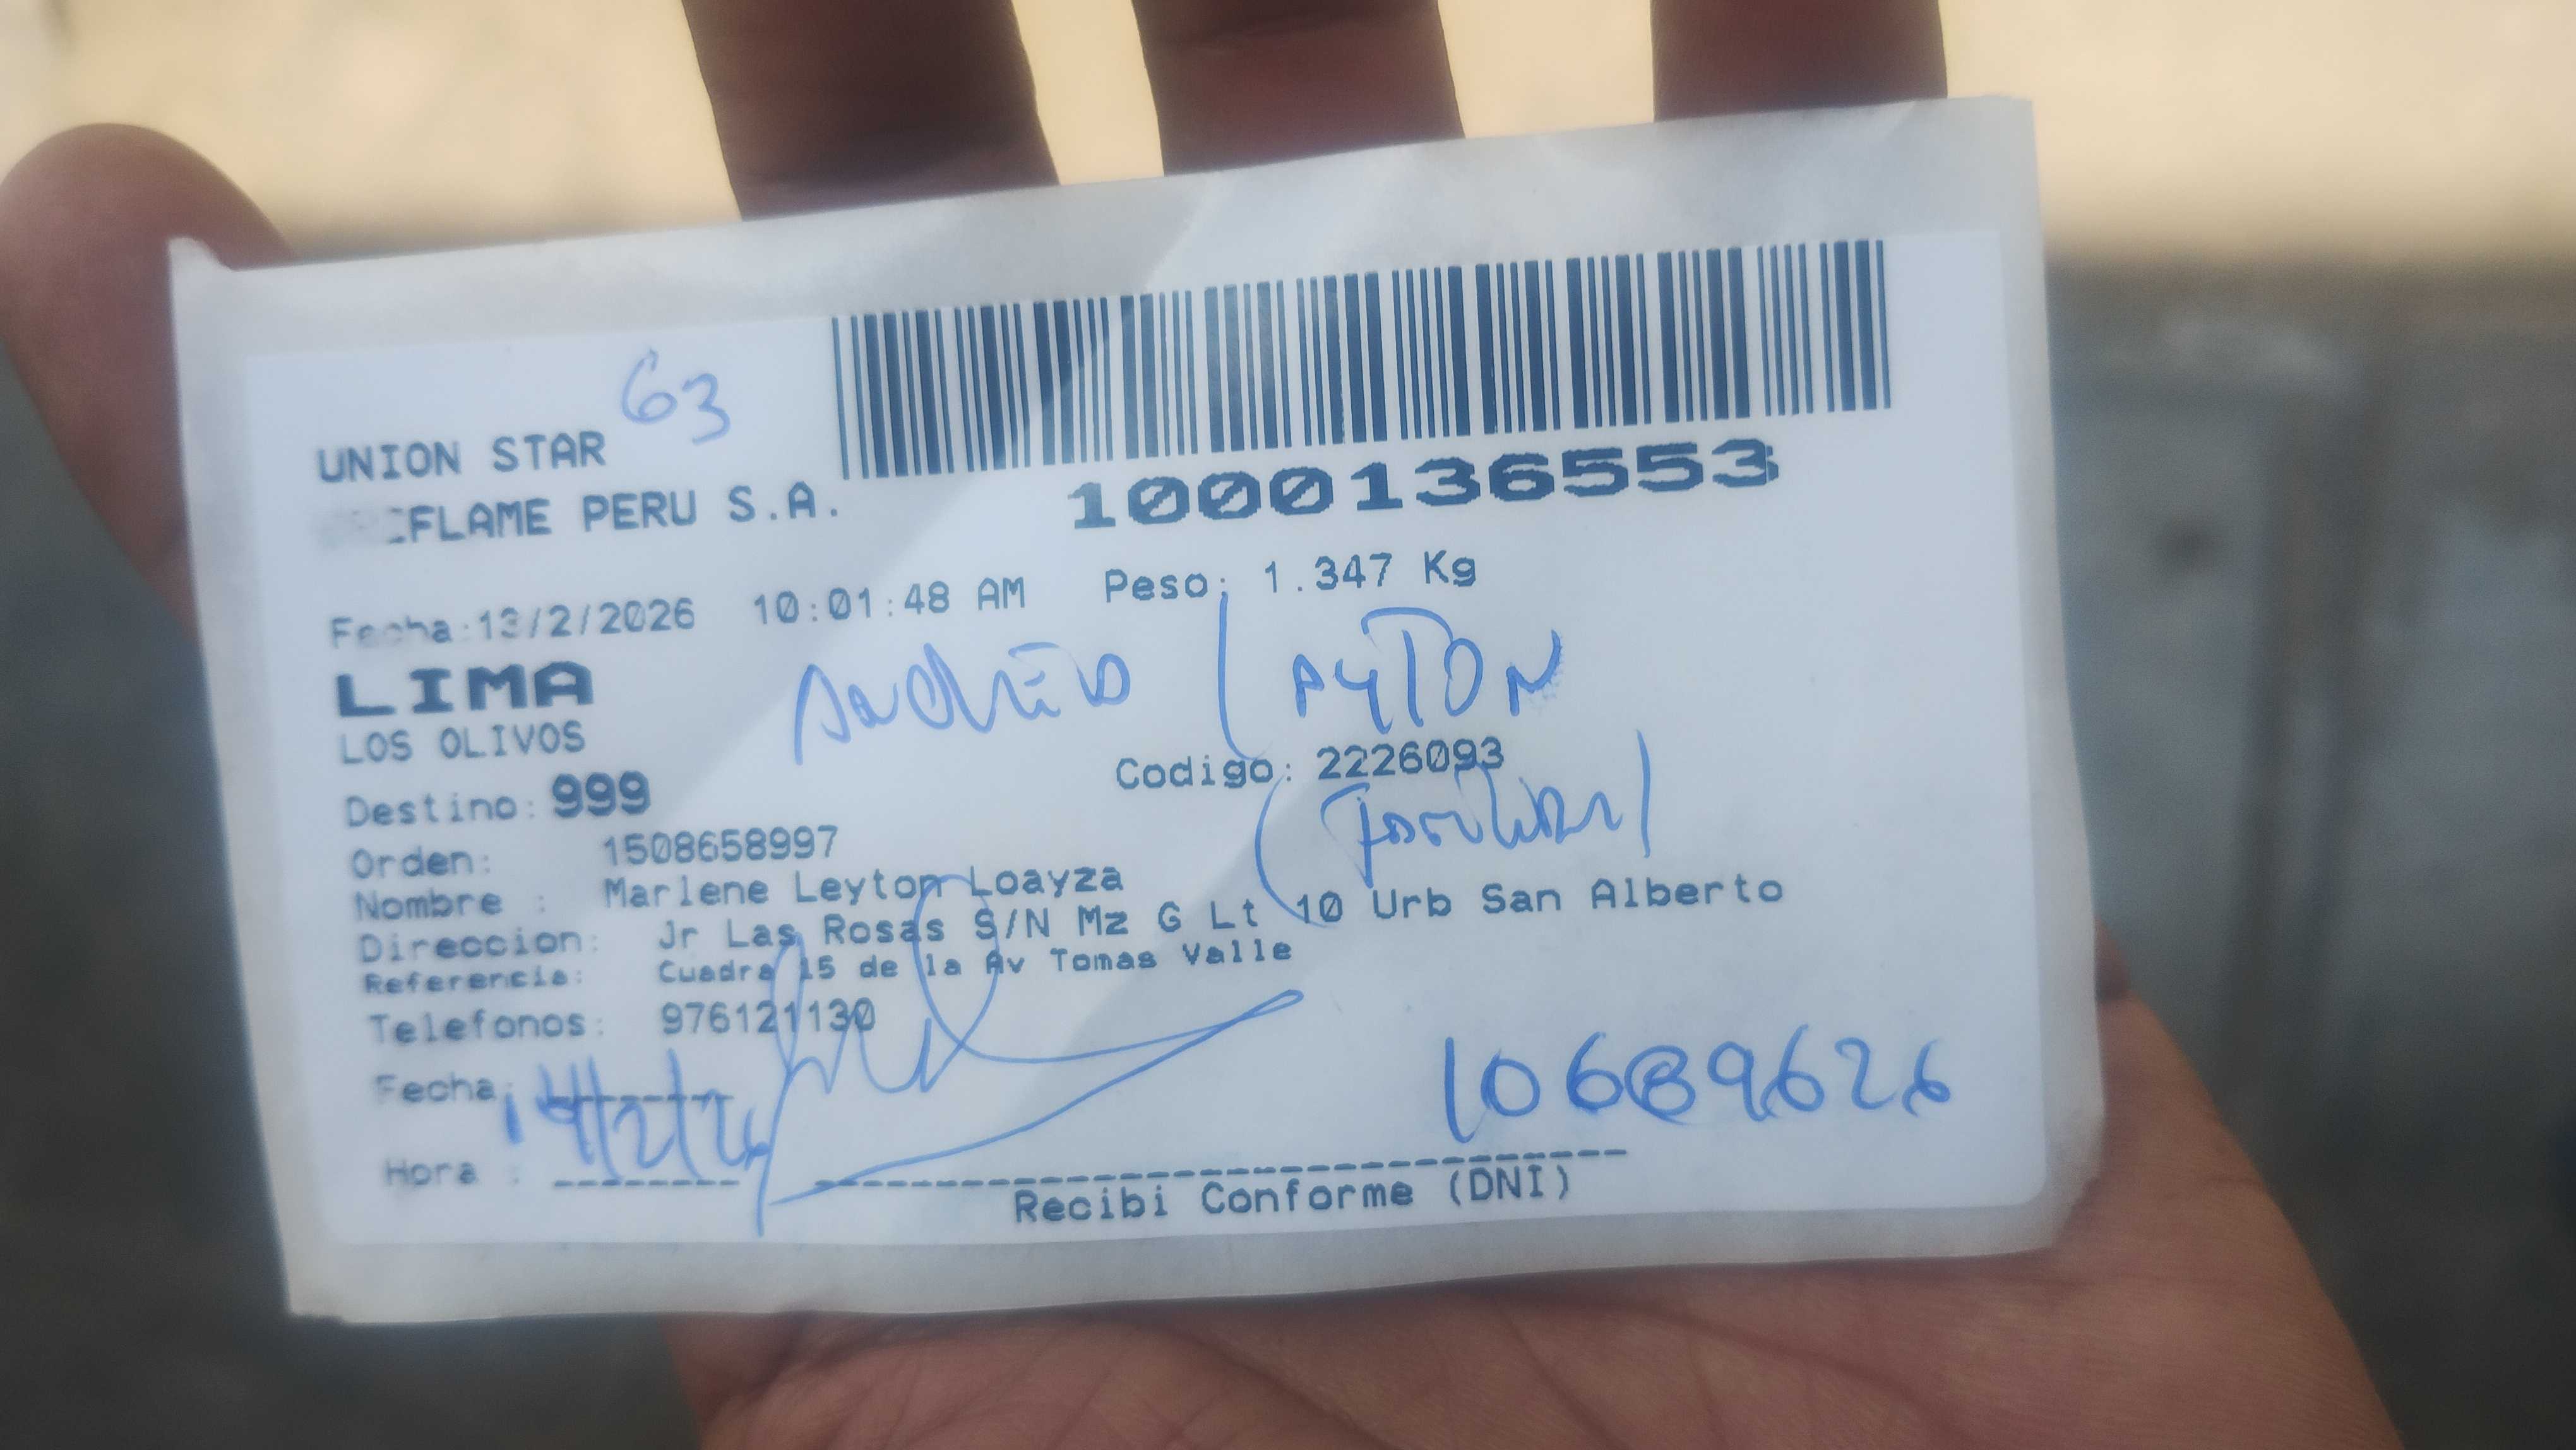 63
UNION STAR
FLAME PERU S.A.
1000136553
Fecha:13/2/2026 10:01:48 AM Peso: 1.347 Kg
LIMA
LOS OLIVOS
Codigo: 2226093
Destino: 999
Orden: 1508658997
Nombre : Marlene Leyton Loayza
Direccion: Jr Las Rosas S/N Mz G Lt 10 Urb San Alberto
Referencia: Cuadra 15 de la Av Tomas Valle
Telefonos: 976121130
Fecha: 14/2/26
Hora :
10689626
Recibi Conforme (DNI)